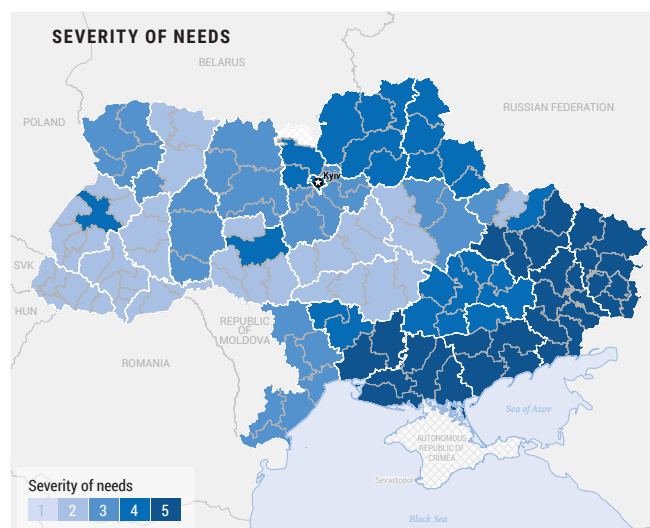 SEVERITY OF NEEDS
BELARUS
RUSSIAN FEDERATION
POLAND
Kyiv
SVK
HUN
REPUBLIC
OF
MOLDOVA
ROMANIA
Sea of Azov
AUTONOMOUS
REPUBLIC OF
CRIMEA
Sevastopol
Severity of needs
1 2 3 4 5
Black Sea